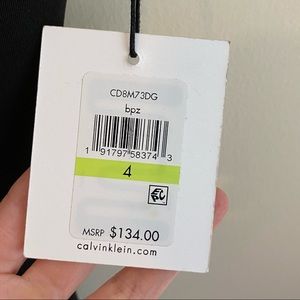 CD8M73DG
bpz
1 91797 58374 3
4
MSRP $134.00
calvinklein.com